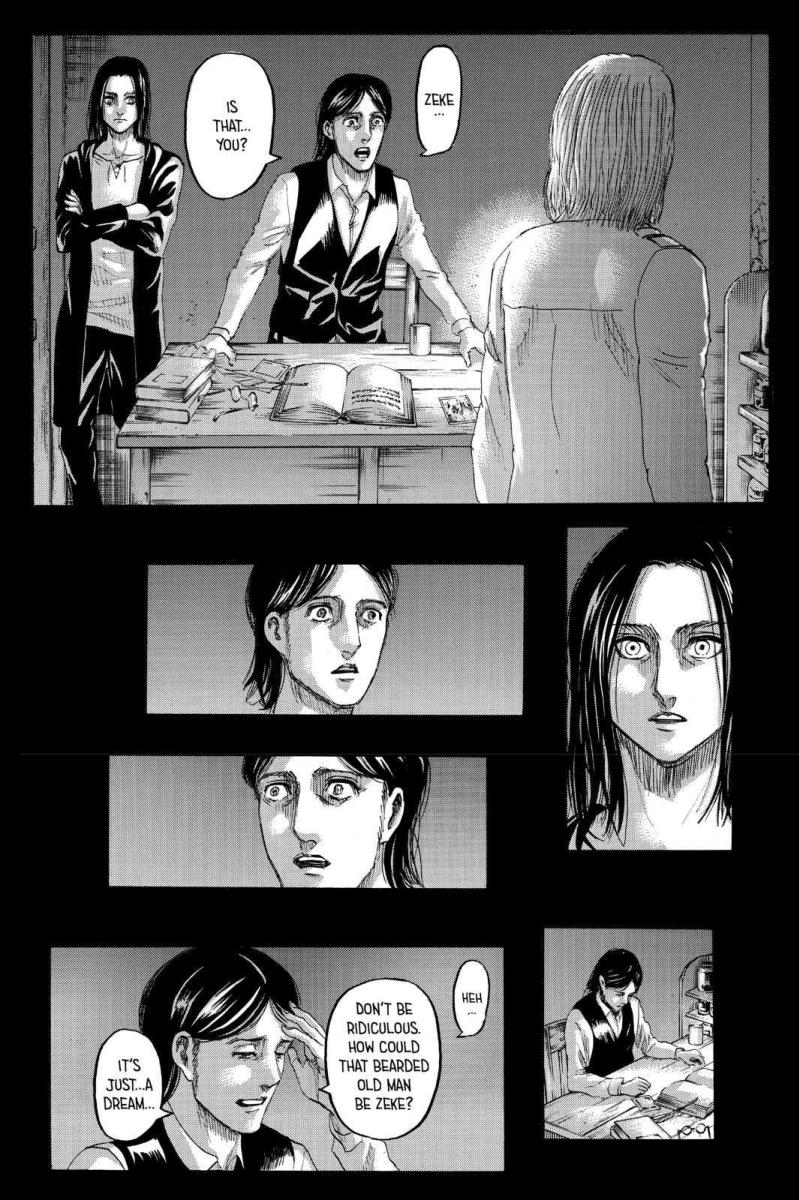 ZEKE
...
IS
THAT...
YOU?
HEH
...
DON'T BE
RIDICULOUS.
HOW COULD
THAT BEARDED
OLD MAN
BE ZEKE?
IT'S
JUST...A
DREAM...